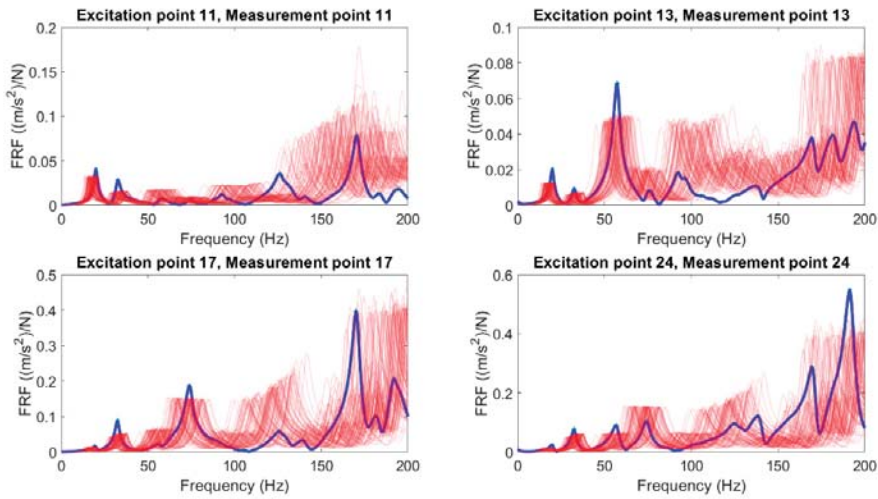 Excitation point 11, Measurement point 11
0.2
0.15
0.1
0.05
0
FRF ((m/s²)/N)
0 50 100 150 200
Frequency (Hz)
Excitation point 13, Measurement point 13
0.1
0.08
0.06
0.04
0.02
0
FRF ((m/s²)/N)
0 50 100 150 200
Frequency (Hz)
Excitation point 17, Measurement point 17
0.5
0.4
0.3
0.2
0.1
0
FRF ((m/s²)/N)
0 50 100 150 200
Frequency (Hz)
Excitation point 24, Measurement point 24
0.6
0.4
0.2
0
FRF ((m/s²)/N)
0 50 100 150 200
Frequency (Hz)